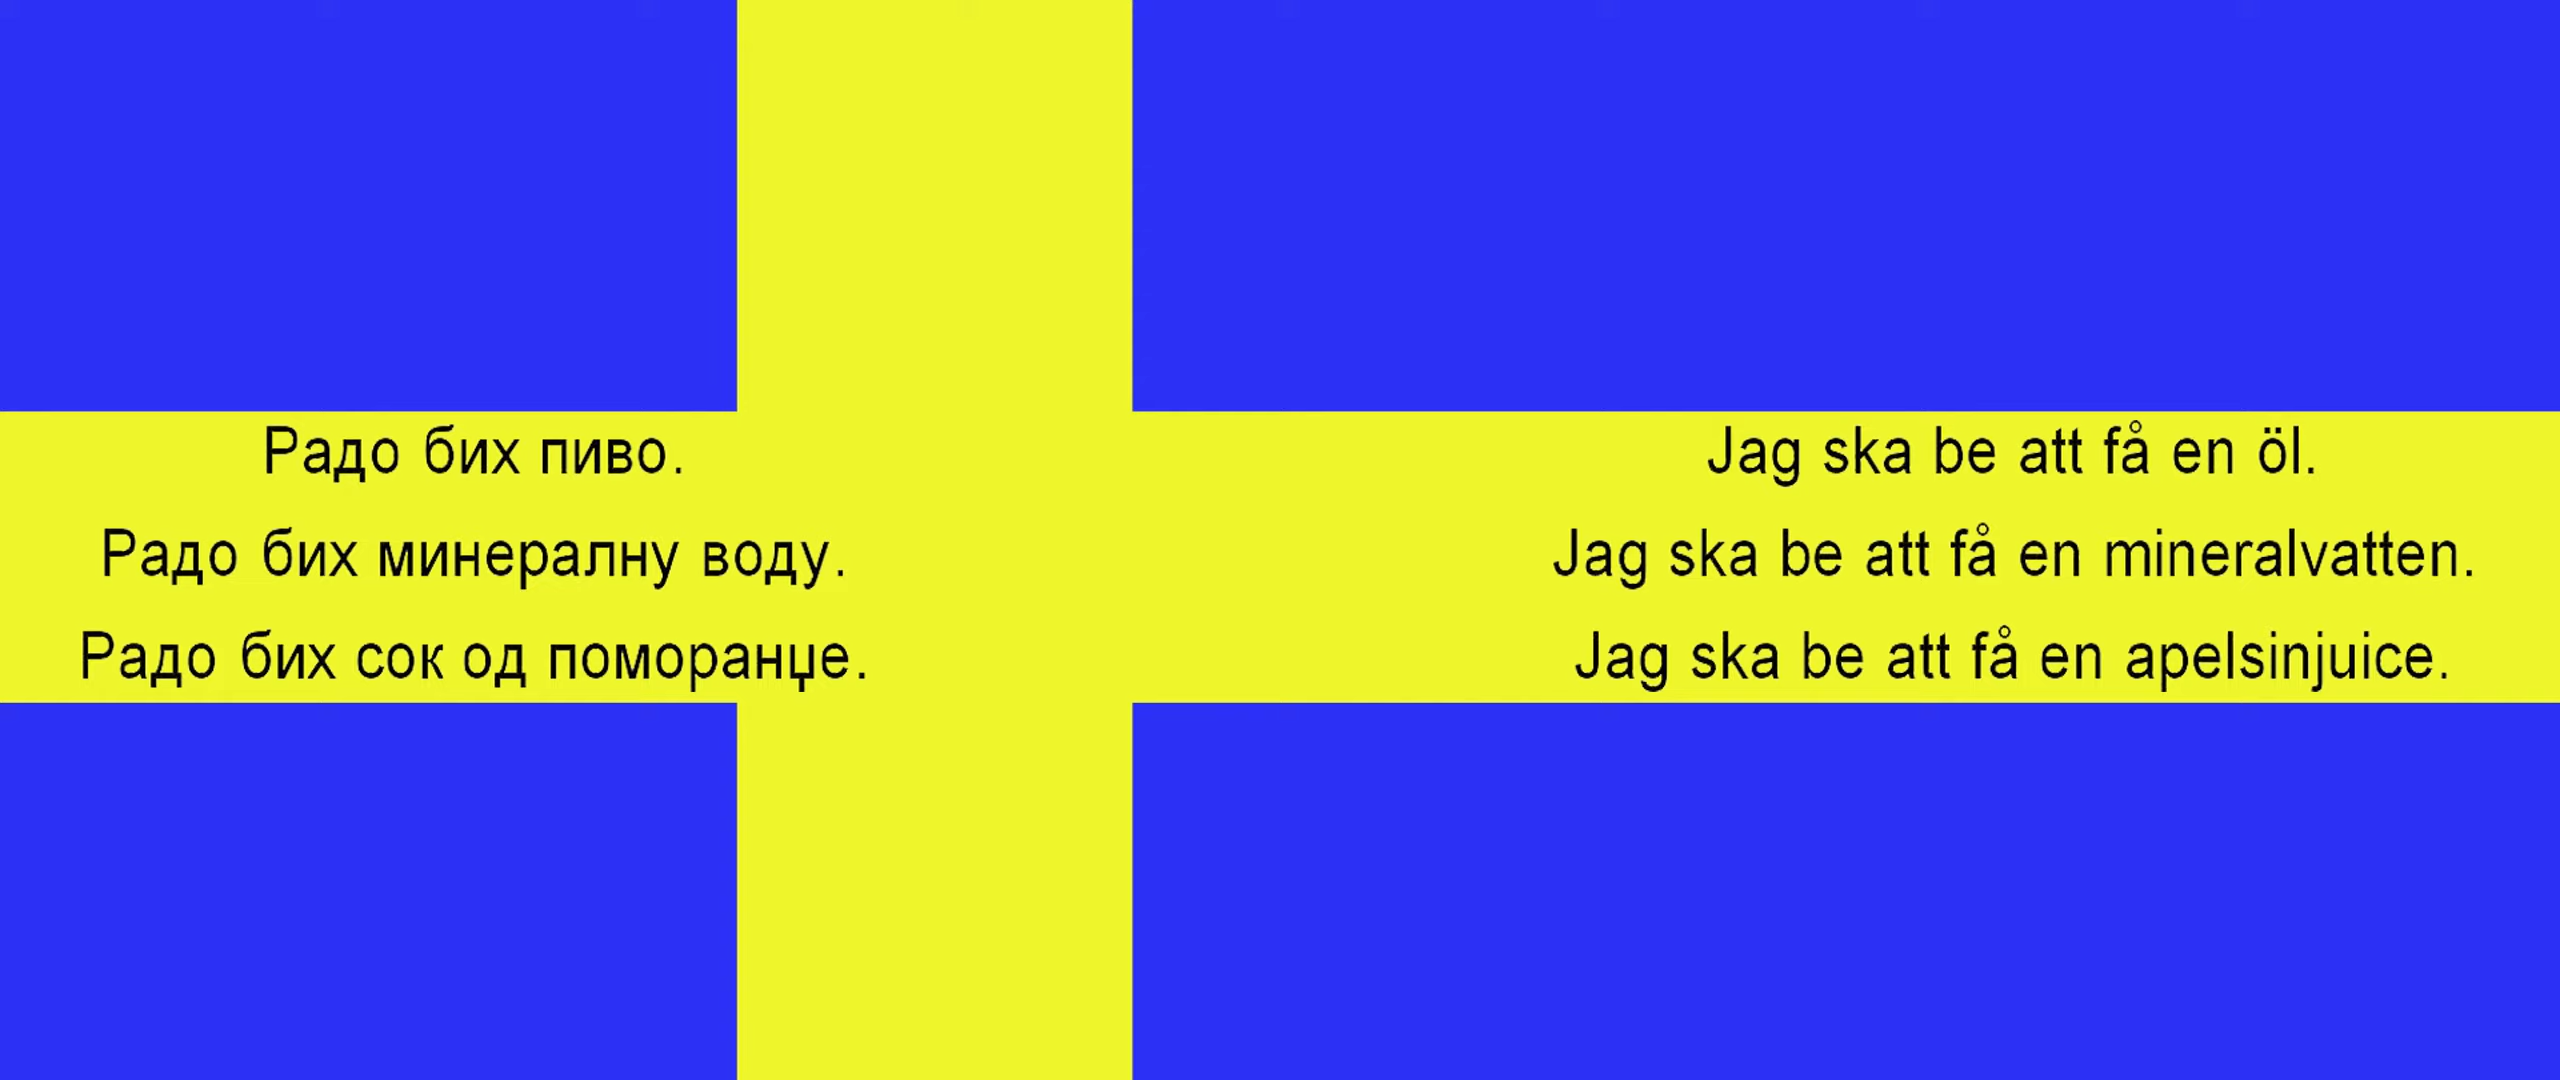 Радо бих пиво.
Jag ska be att få en öl.
Радо бих минералну воду.
Jag ska be att få en mineralvatten.
Радо бих сок од поморанџе.
Jag ska be att få en apelsinjuice.